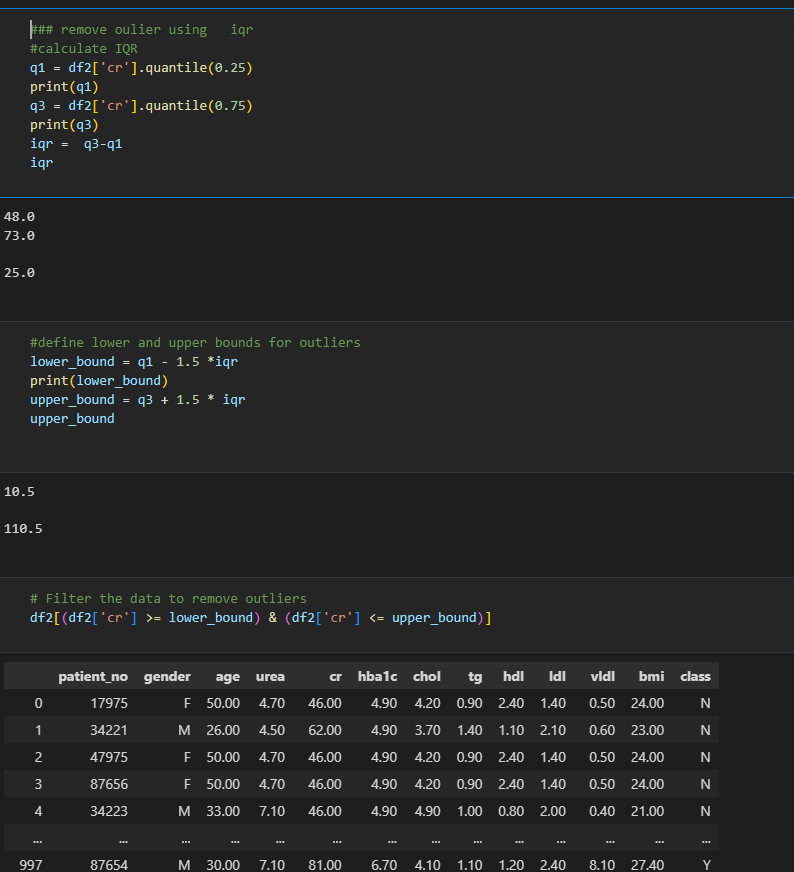 ### remove oulier using   iqr
#calculate IQR
q1 = df2['cr'].quantile(0.25)
print(q1)
q3 = df2['cr'].quantile(0.75)
print(q3)
iqr =  q3-q1
iqr
48.0
73.0
25.0
#define lower and upper bounds for outliers
lower_bound = q1 - 1.5 *iqr
print(lower_bound)
upper_bound = q3 + 1.5 * iqr
upper_bound
10.5
110.5
# Filter the data to remove outliers
df2[(df2['cr'] >= lower_bound) & (df2['cr'] <= upper_bound)]
patient_no gender age urea cr hba1c chol tg hdl ldl vldl bmi class
0 17975 F 50.00 4.70 46.00 4.90 4.20 0.90 2.40 1.40 0.50 24.00 N
1 34221 M 26.00 4.50 62.00 4.90 3.70 1.40 1.10 2.10 0.60 23.00 N
2 47975 F 50.00 4.70 46.00 4.90 4.20 0.90 2.40 1.40 0.50 24.00 N
3 87656 F 50.00 4.70 46.00 4.90 4.20 0.90 2.40 1.40 0.50 24.00 N
4 34223 M 33.00 7.10 46.00 4.90 4.90 1.00 0.80 2.00 0.40 21.00 N
... ... ... ... ... ... ... ... ... ... ... ... ... ...
997 87654 M 30.00 7.10 81.00 6.70 4.10 1.10 1.20 2.40 8.10 27.40 Y